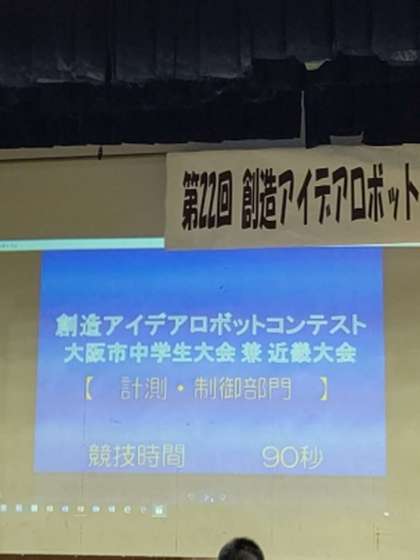 第22回 創造アイデアロボット
創造アイデアロボットコンテスト
大阪市中学生大会 兼 近畿大会
【 計測・制御部門 】
競技時間 90秒